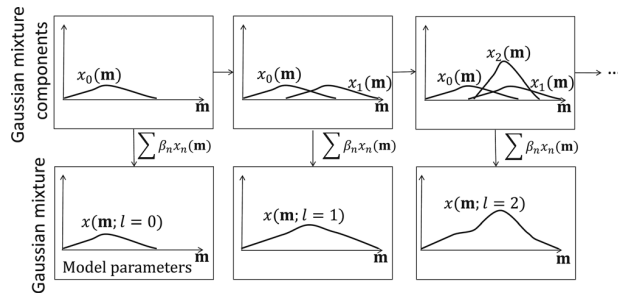 Gaussian mixture
components
x₀(m)
m
x₀(m)
x₁(m)
m
x₂(m)
x₀(m)
x₁(m)
m
...
∑ βₙxₙ(m)
∑ βₙxₙ(m)
∑ βₙxₙ(m)
Gaussian mixture
x(m; l = 0)
m
Model parameters
x(m; l = 1)
m
x(m; l = 2)
m